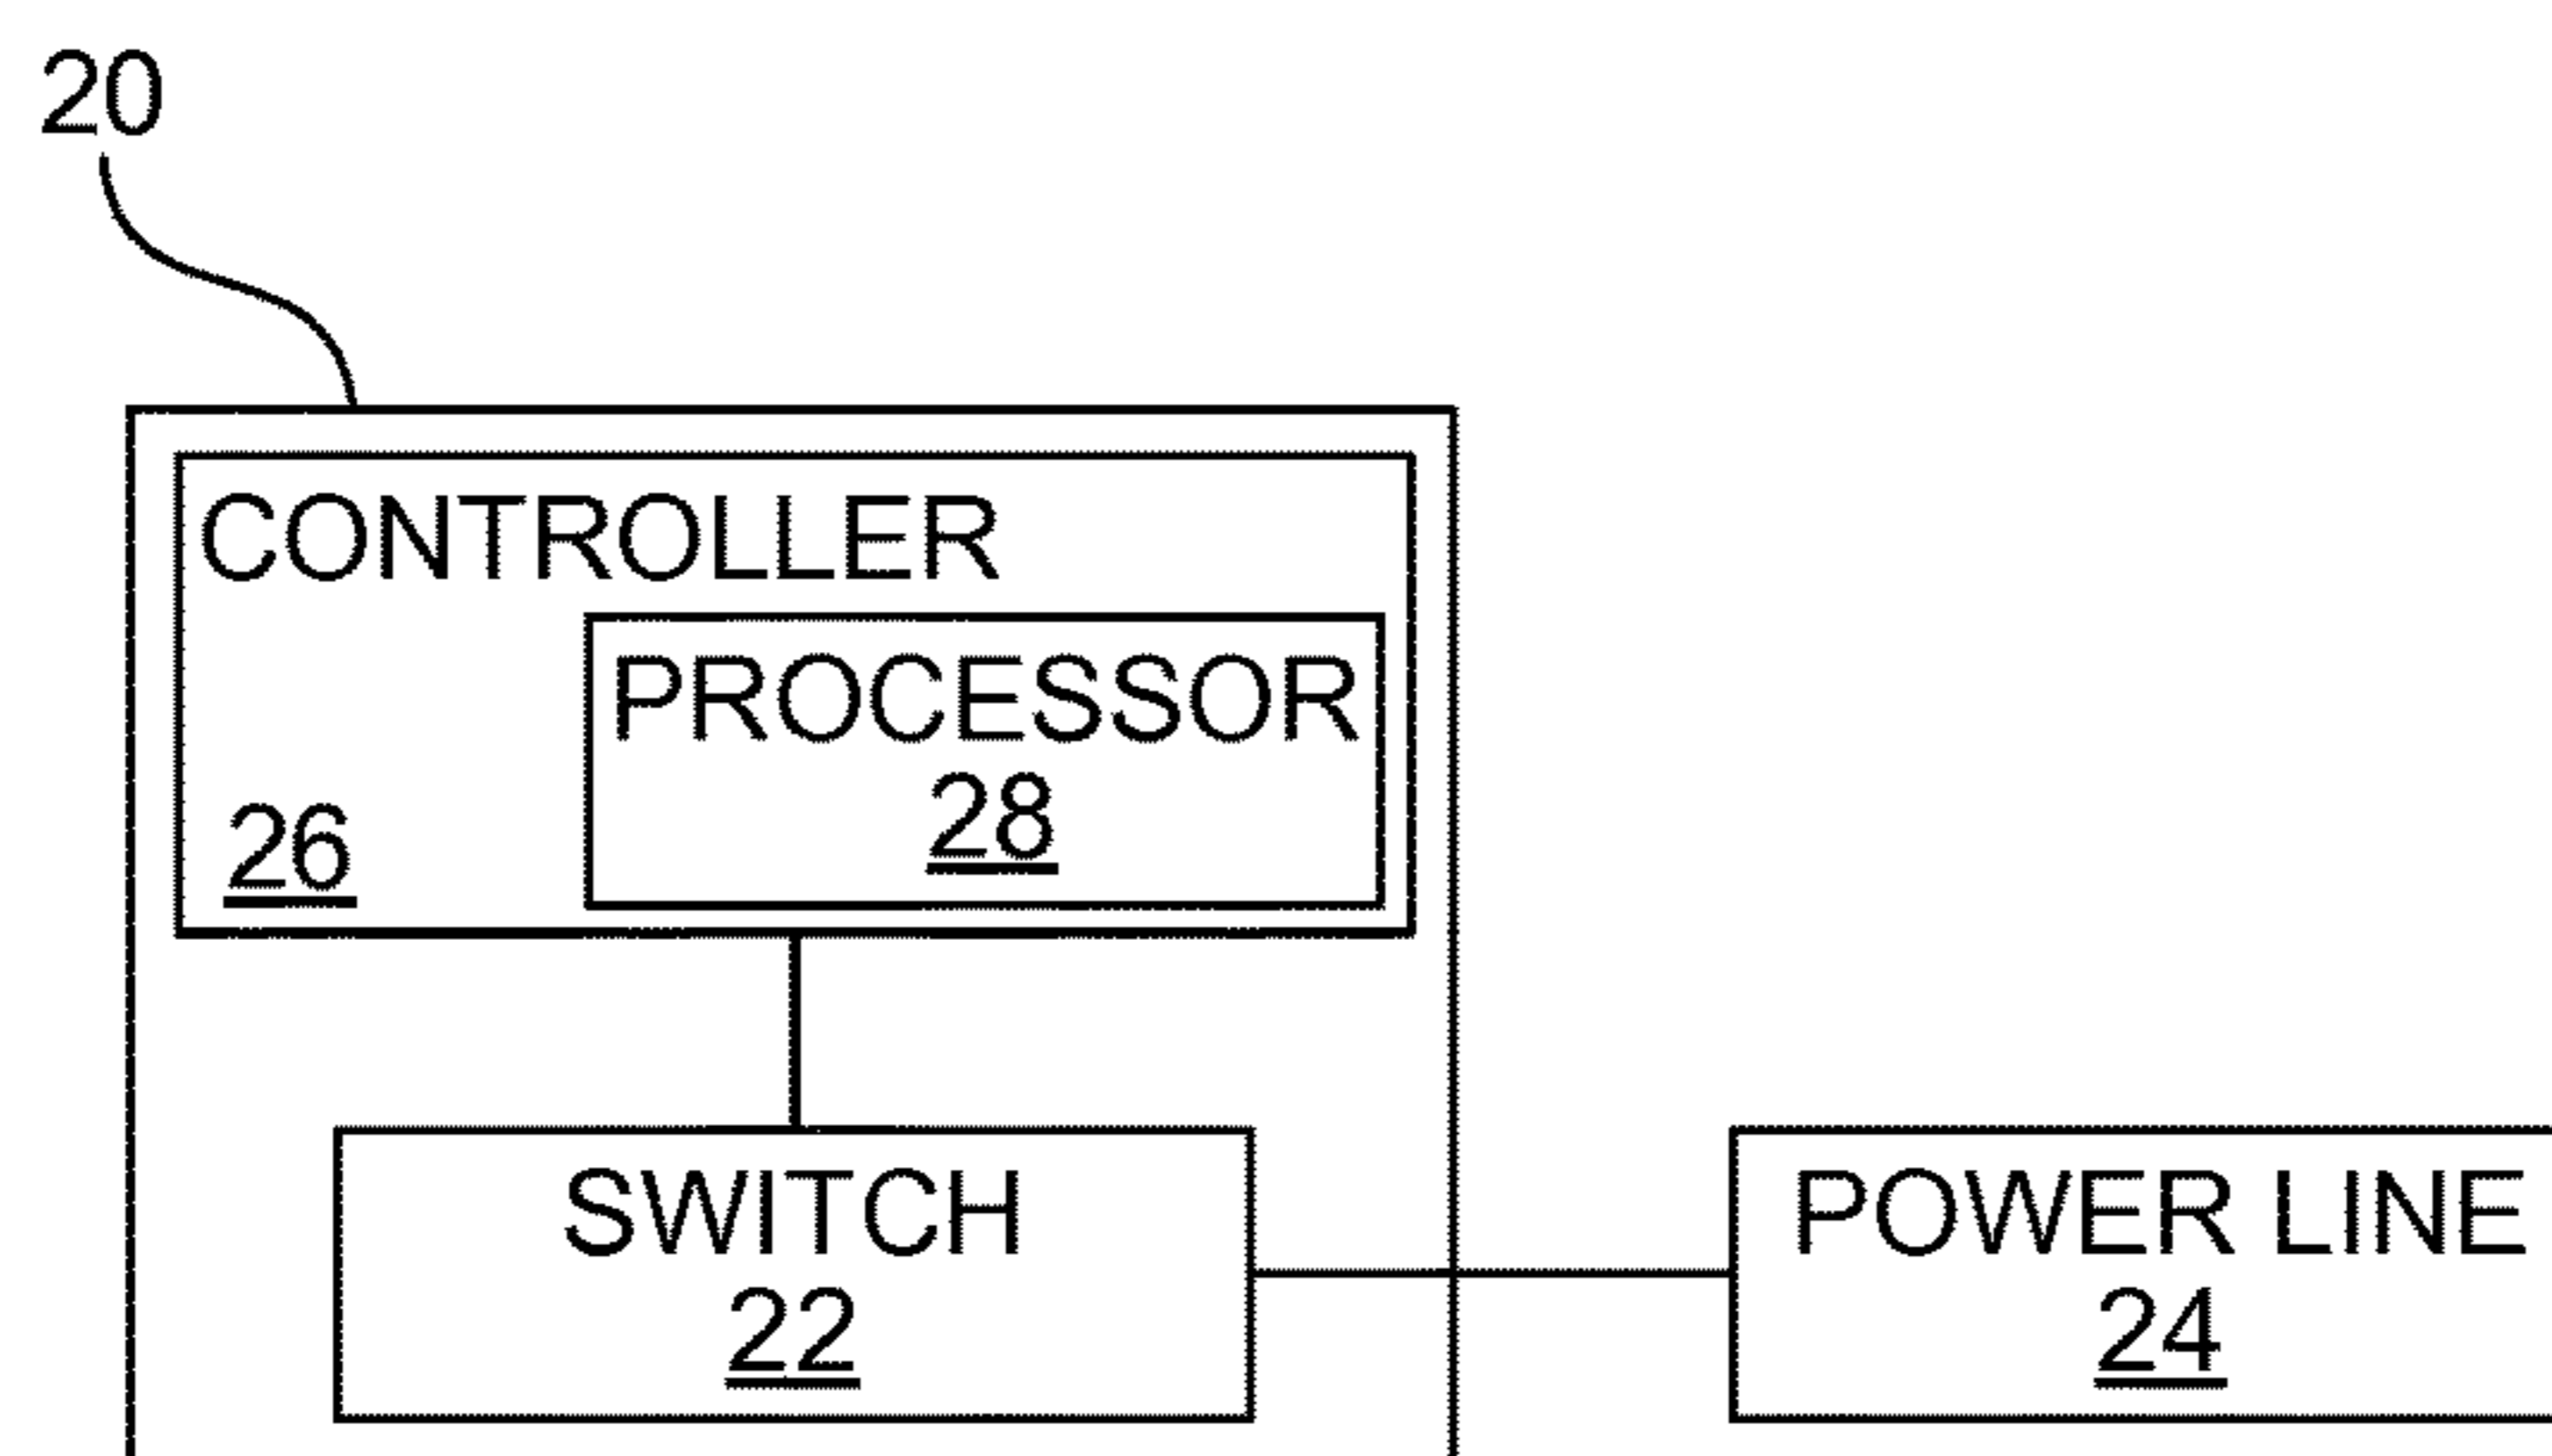 20
CONTROLLER
PROCESSOR
28
26
SWITCH
22
POWER LINE
24